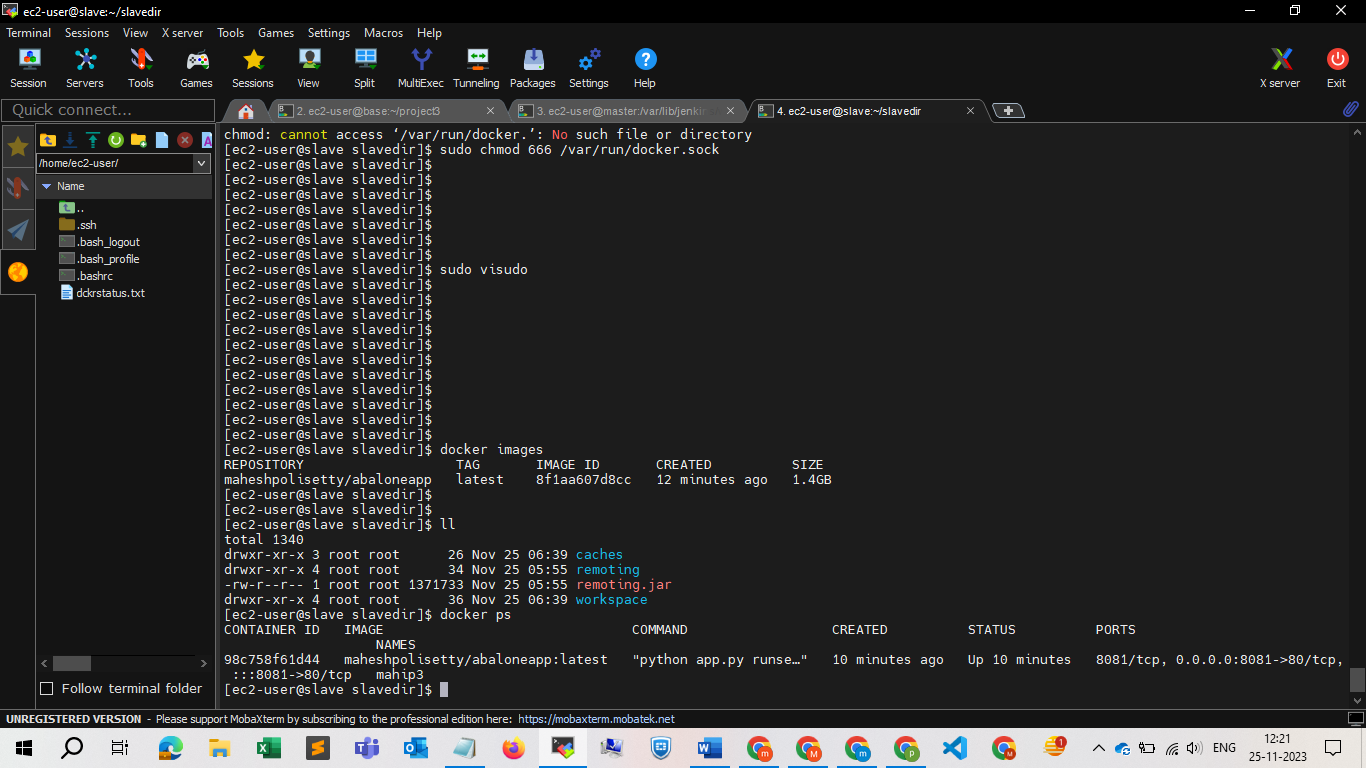 ec2-user@slave:~/slavedir
Terminal Sessions View X server Tools Games Settings Macros Help
Session Servers Tools Games Sessions View Split MultiExec Tunneling Packages Settings Help X server Exit
Quick connect...
2. ec2-user@base:~/project3
3. ec2-user@master:/var/lib/jenkin
4. ec2-user@slave:~/slavedir
/home/ec2-user/
Name
..
.ssh
.bash_logout
.bash_profile
.bashrc
dckrstatus.txt
Follow terminal folder
chmod: cannot access ‘/var/run/docker.’: No such file or directory
[ec2-user@slave slavedir]$ sudo chmod 666 /var/run/docker.sock
[ec2-user@slave slavedir]$
[ec2-user@slave slavedir]$
[ec2-user@slave slavedir]$
[ec2-user@slave slavedir]$
[ec2-user@slave slavedir]$
[ec2-user@slave slavedir]$
[ec2-user@slave slavedir]$
[ec2-user@slave slavedir]$ sudo visudo
[ec2-user@slave slavedir]$
[ec2-user@slave slavedir]$
[ec2-user@slave slavedir]$
[ec2-user@slave slavedir]$
[ec2-user@slave slavedir]$
[ec2-user@slave slavedir]$
[ec2-user@slave slavedir]$
[ec2-user@slave slavedir]$
[ec2-user@slave slavedir]$
[ec2-user@slave slavedir]$
[ec2-user@slave slavedir]$
[ec2-user@slave slavedir]$ docker images
REPOSITORY TAG IMAGE ID CREATED SIZE
maheshpolisetty/abaloneapp latest 8f1aa607d8cc 12 minutes ago 1.4GB
[ec2-user@slave slavedir]$
[ec2-user@slave slavedir]$
[ec2-user@slave slavedir]$ ll
total 1340
drwxr-xr-x 3 root root 26 Nov 25 06:39 caches
drwxr-xr-x 4 root root 34 Nov 25 05:55 remoting
-rw-r--r-- 1 root root 1371733 Nov 25 05:55 remoting.jar
drwxr-xr-x 4 root root 36 Nov 25 06:39 workspace
[ec2-user@slave slavedir]$ docker ps
CONTAINER ID IMAGE COMMAND CREATED STATUS PORTS
NAMES
98c758f61d44 maheshpolisetty/abaloneapp:latest "python app.py runse…" 10 minutes ago Up 10 minutes 8081/tcp, 0.0.0.0:8081->80/tcp,
:::8081->80/tcp mahip3
[ec2-user@slave slavedir]$
UNREGISTERED VERSION - Please support MobaXterm by subscribing to the professional edition here: https://mobaxterm.mobatek.net
ENG
12:21
25-11-2023